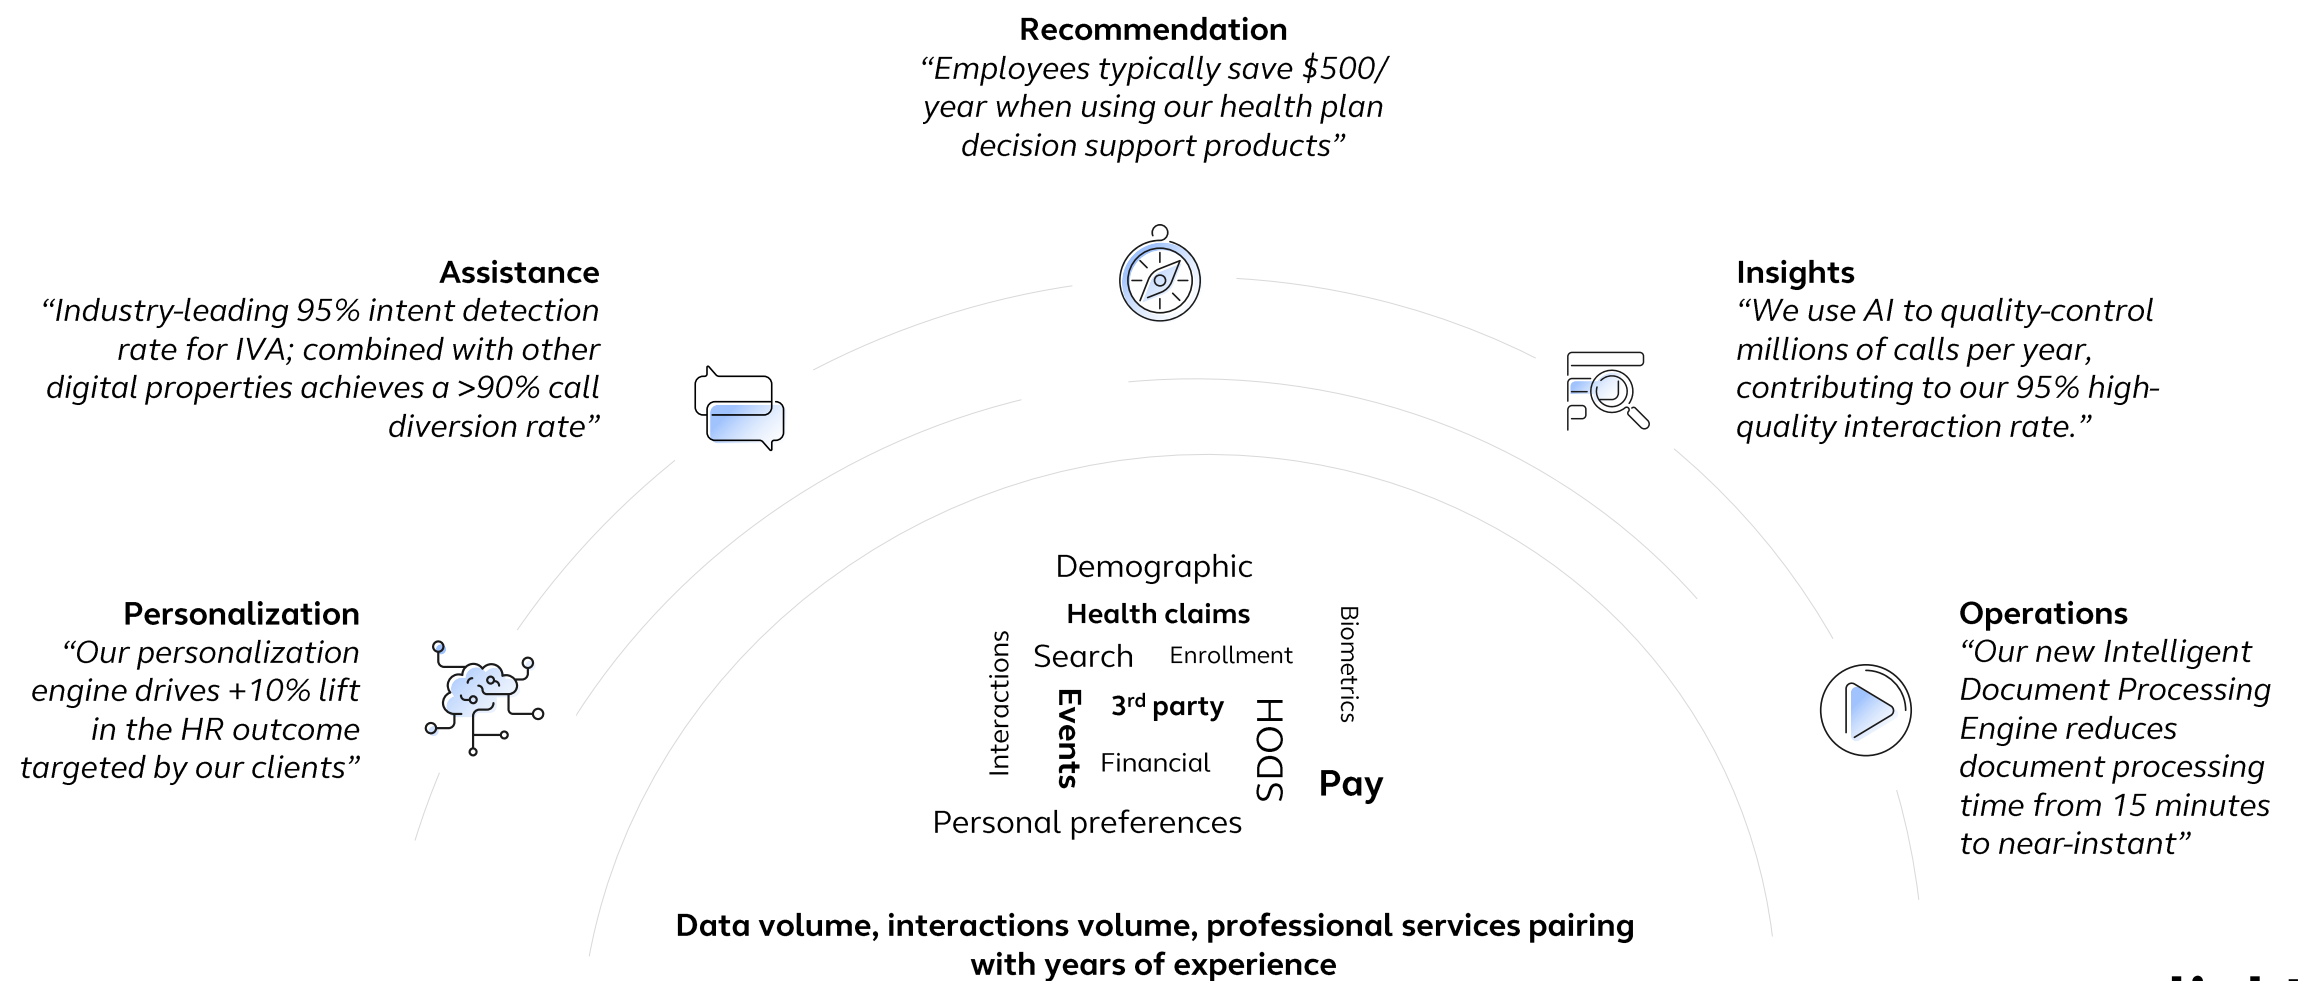 Recommendation
“Employees typically save $500/
year when using our health plan
decision support products”
Assistance
“Industry-leading 95% intent detection
rate for IVA; combined with other
digital properties achieves a >90% call
diversion rate”
Insights
“We use AI to quality-control
millions of calls per year,
contributing to our 95% high-
quality interaction rate.”
Personalization
“Our personalization
engine drives +10% lift
in the HR outcome
targeted by our clients”
Operations
“Our new Intelligent
Document Processing
Engine reduces
document processing
time from 15 minutes
to near-instant”
Demographic
Health claims
Biometrics
Interactions
Search
Enrollment
Events
3rd party
SDOH
Financial
Pay
Personal preferences
Data volume, interactions volume, professional services pairing
with years of experience